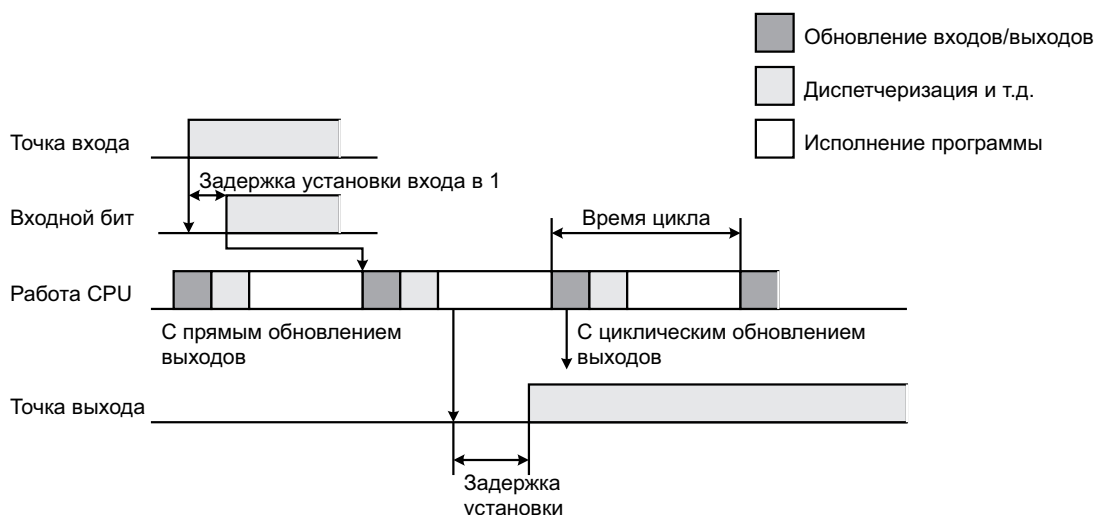 Обновление входов/выходов
Диспетчеризация и т.д.
Исполнение программы
Точка входа
Задержка установки входа в 1
Входной бит
Время цикла
Работа CPU
С прямым обновлением
выходов
С циклическим обновлением
выходов
Точка выхода
Задержка
установки